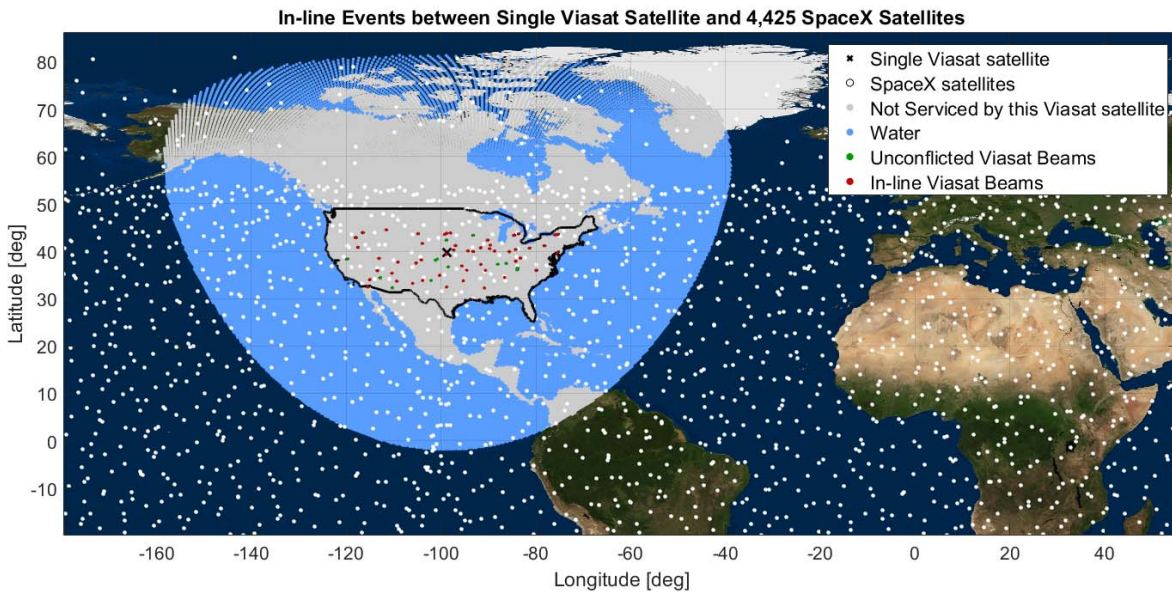 In-line Events between Single Viasat Satellite and 4,425 SpaceX Satellites
Single Viasat satellite
SpaceX satellites
Not Serviced by this Viasat satellite
Water
Unconflicted Viasat Beams
In-line Viasat Beams
Latitude [deg]
80
70
60
50
40
30
20
10
0
-10
-160
-140
-120
-100
-80
-60
-40
-20
0
20
40
Longitude [deg]